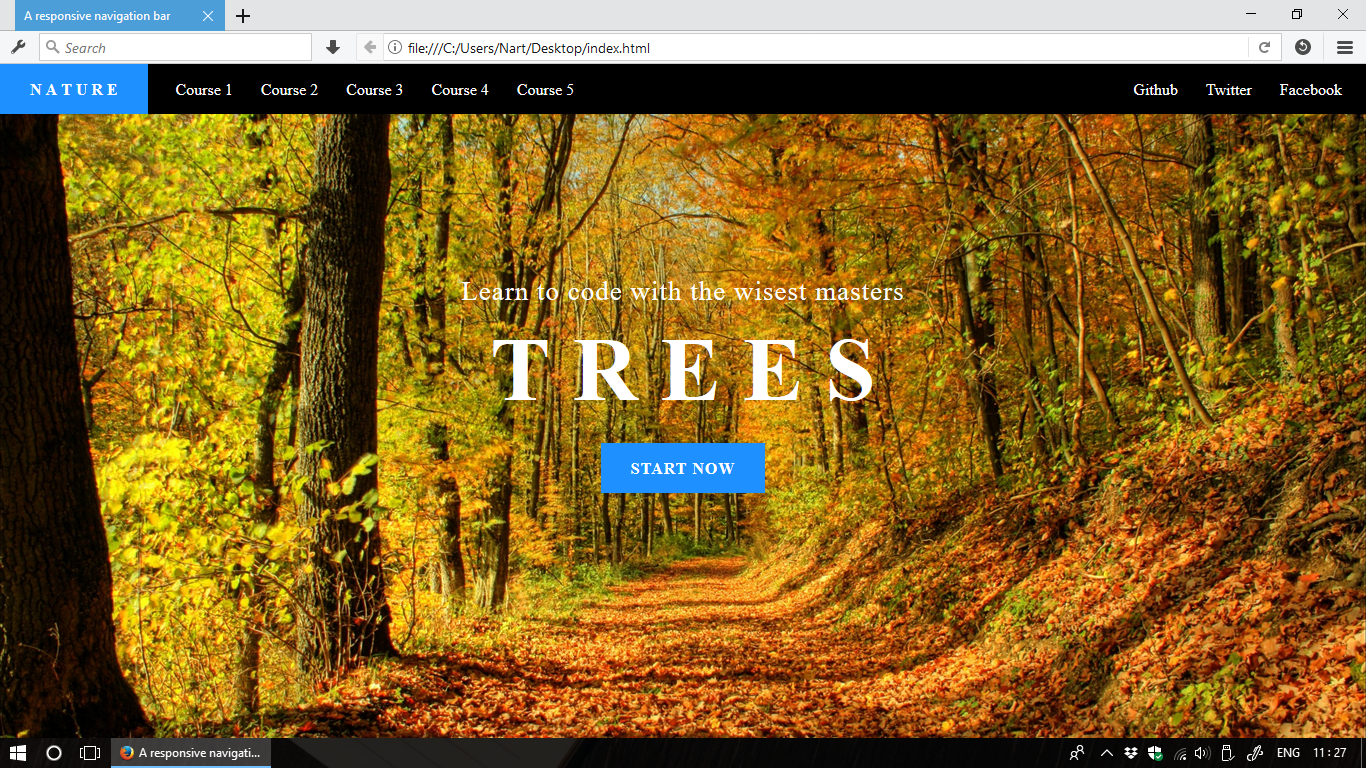 A responsive navigation bar
Search
file:///C:/Users/Nart/Desktop/index.html
NATURE Course 1 Course 2 Course 3 Course 4 Course 5 Github Twitter Facebook
Learn to code with the wisest masters
TREES
START NOW
A responsive navigati... ENG 11:27